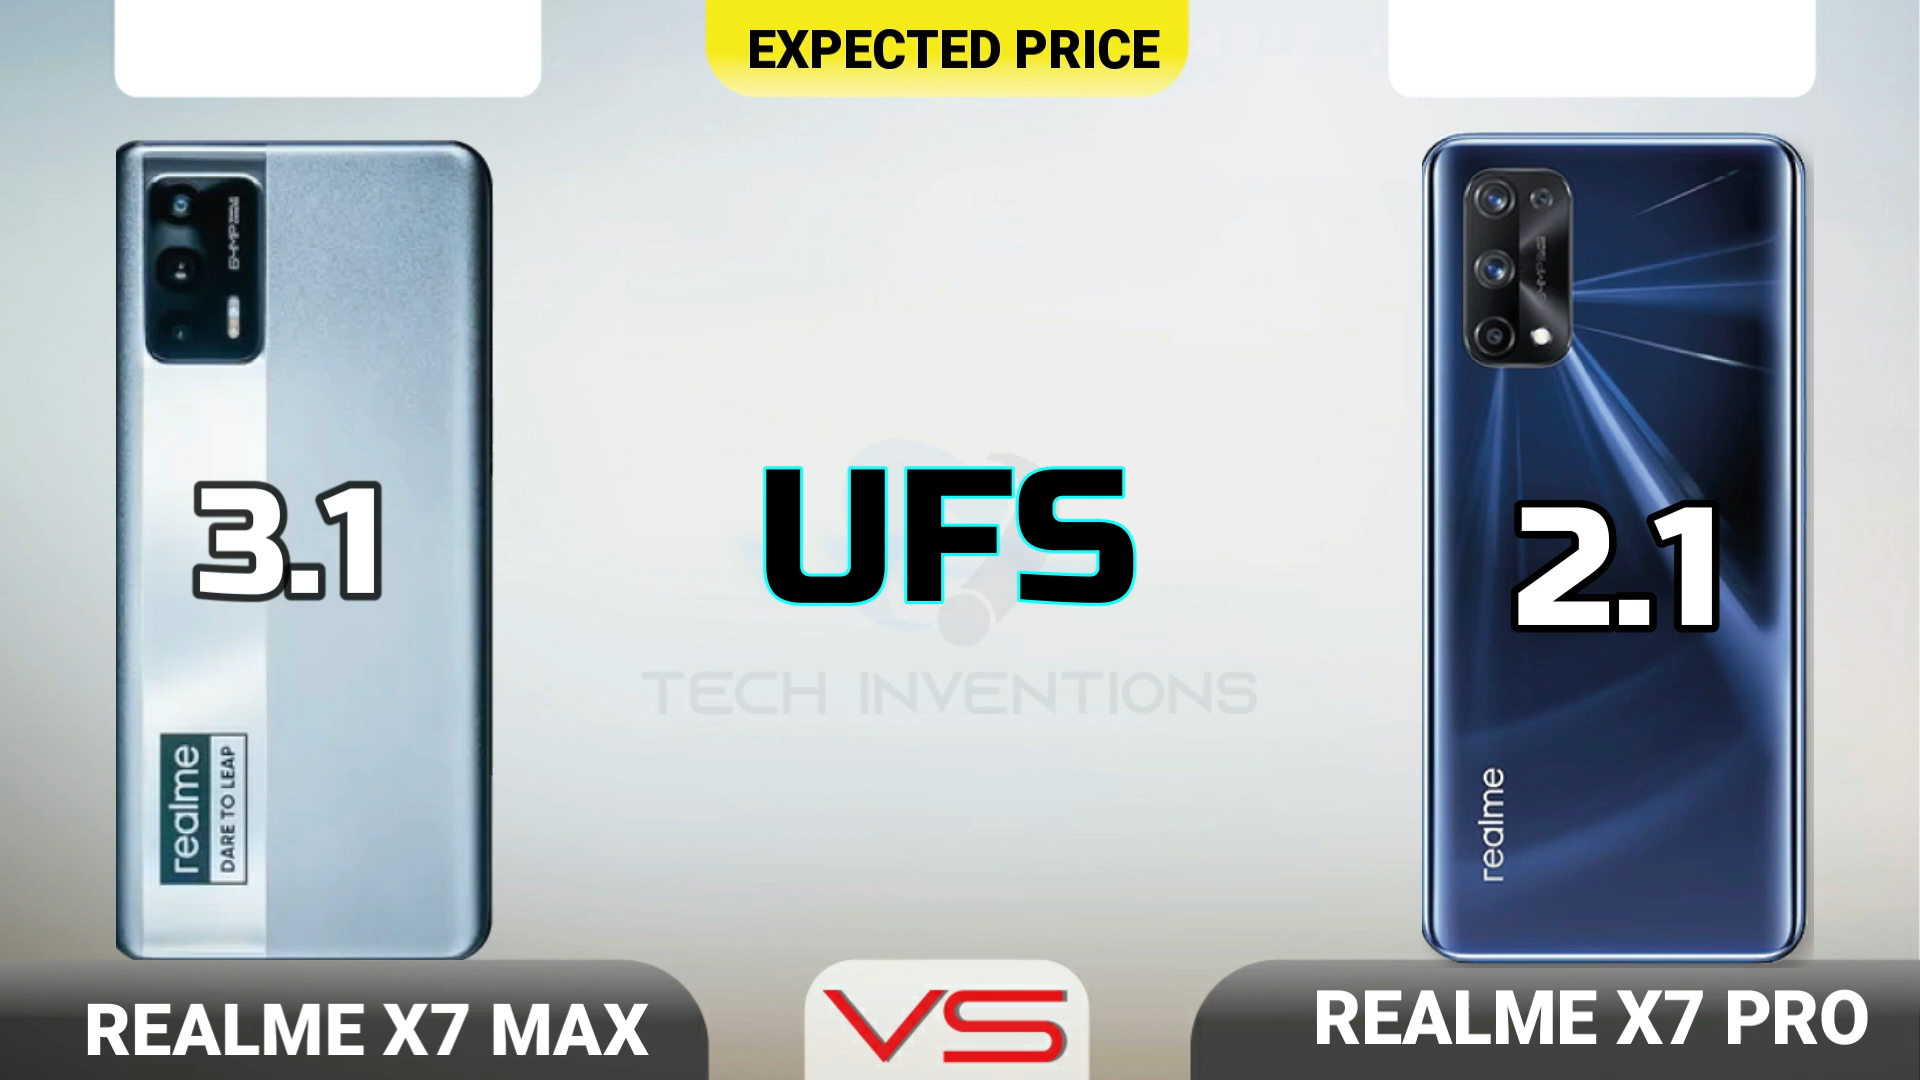 EXPECTED PRICE
64MP
3.1
UFS
2.1
TECH INVENTIONS
realme
DARE TO LEAP
realme
REALME X7 MAX
VS
REALME X7 PRO